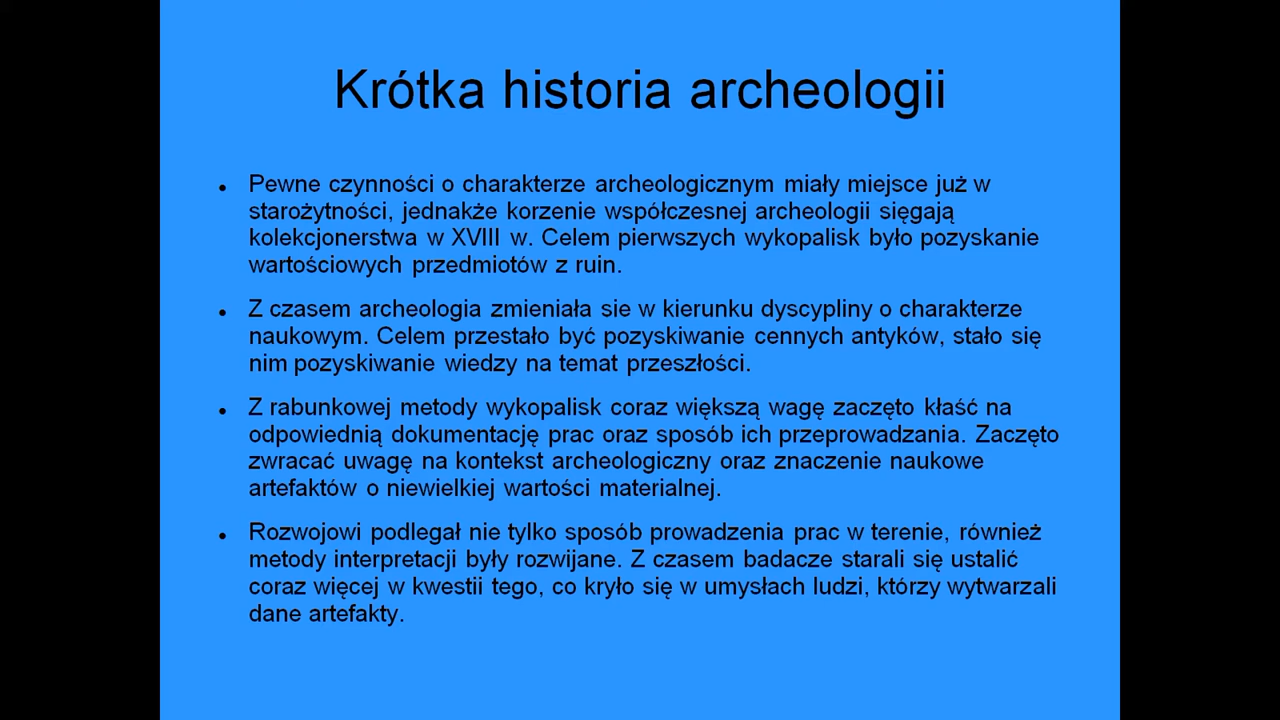 Krótka historia archeologii
Pewne czynności o charakterze archeologicznym miały miejsce już w
starożytności, jednakże korzenie współczesnej archeologii sięgają
kolekcjonerstwa w XVIII w. Celem pierwszych wykopalisk było pozyskanie
wartościowych przedmiotów z ruin.
Z czasem archeologia zmieniała sie w kierunku dyscypliny o charakterze
naukowym. Celem przestało być pozyskiwanie cennych antyków, stało się
nim pozyskiwanie wiedzy na temat przeszłości.
Z rabunkowej metody wykopalisk coraz większą wagę zaczęto kłaść na
odpowiednią dokumentację prac oraz sposób ich przeprowadzania. Zaczęto
zwracać uwagę na kontekst archeologiczny oraz znaczenie naukowe
artefaktów o niewielkiej wartości materialnej.
Rozwojowi podlegał nie tylko sposób prowadzenia prac w terenie, również
metody interpretacji były rozwijane. Z czasem badacze starali się ustalić
coraz więcej w kwestii tego, co kryło się w umysłach ludzi, którzy wytwarzali
dane artefakty.